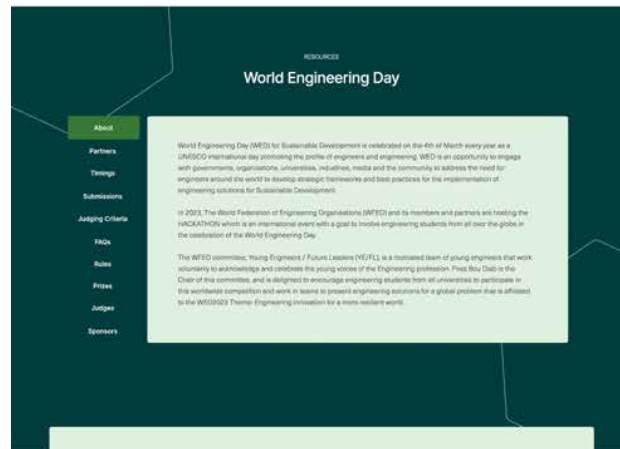 RESOURCES
World Engineering Day
About
Partners
Timings
Submissions
Judging Criteria
FAQs
Rules
Prizes
Judges
Sponsors
World Engineering Day (WED) for Sustainable Development is celebrated on the 4th of March every year as a
UNESCO international day promoting the profile of engineers and engineering. WED is an opportunity to engage
with governments, organisations, universities, industries, media and the community to address the need for
engineers around the world to develop strategic frameworks and best practices for the implementation of
engineering solutions for Sustainable Development.
In 2023, The World Federation of Engineering Organisations (WFEO) and its members and partners are hosting the
HACKATHON which is an international event with a goal to involve engineering students from all over the globe in
the celebration of the World Engineering Day.
The WFEO committee, Young Engineers / Future Leaders (YE/FL), is a motivated team of young engineers that work
voluntarily to acknowledge and celebrate the young voices of the Engineering profession. Firas Bou Diab is the
Chair of this committee, and is delighted to encourage engineering students from all universities to participate in
this worldwide competition and work in teams to present engineering solutions for a global problem that is affiliated
to the WED2023 Theme: Engineering innovation for a more resilient world.